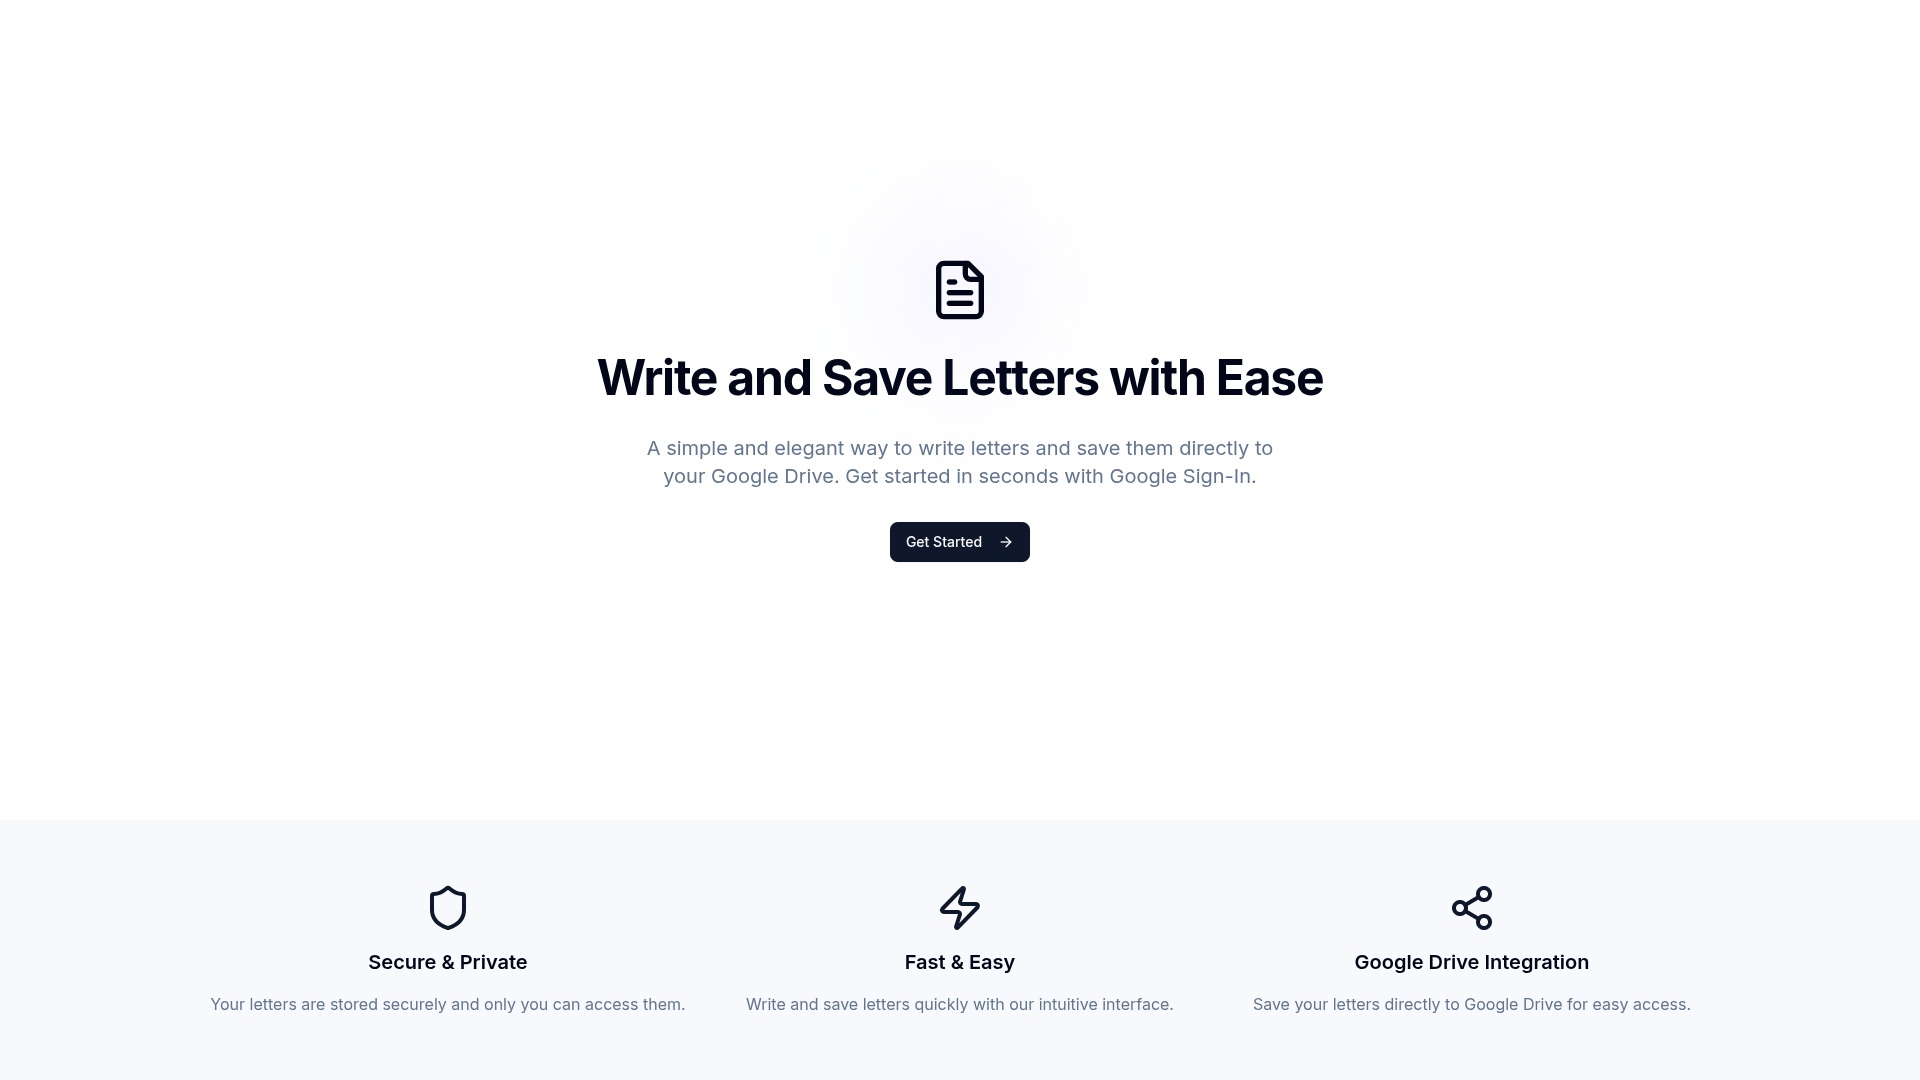 Write and Save Letters with Ease
A simple and elegant way to write letters and save them directly to
your Google Drive. Get started in seconds with Google Sign-In.
Get Started
Secure & Private
Your letters are stored securely and only you can access them.
Fast & Easy
Write and save letters quickly with our intuitive interface.
Google Drive Integration
Save your letters directly to Google Drive for easy access.